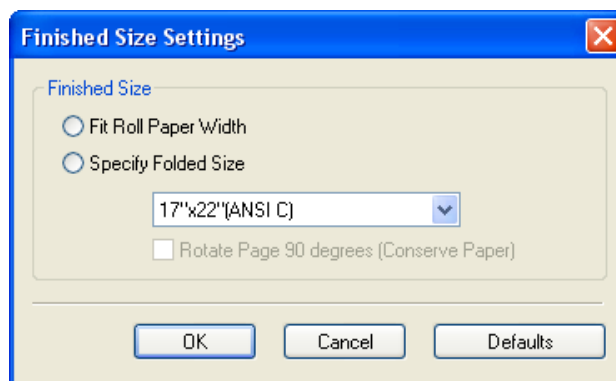 Finished Size Settings
Finished Size
Fit Roll Paper Width
Specify Folded Size
17"x22"(ANSI C)
Rotate Page 90 degrees (Conserve Paper)
OK Cancel Defaults